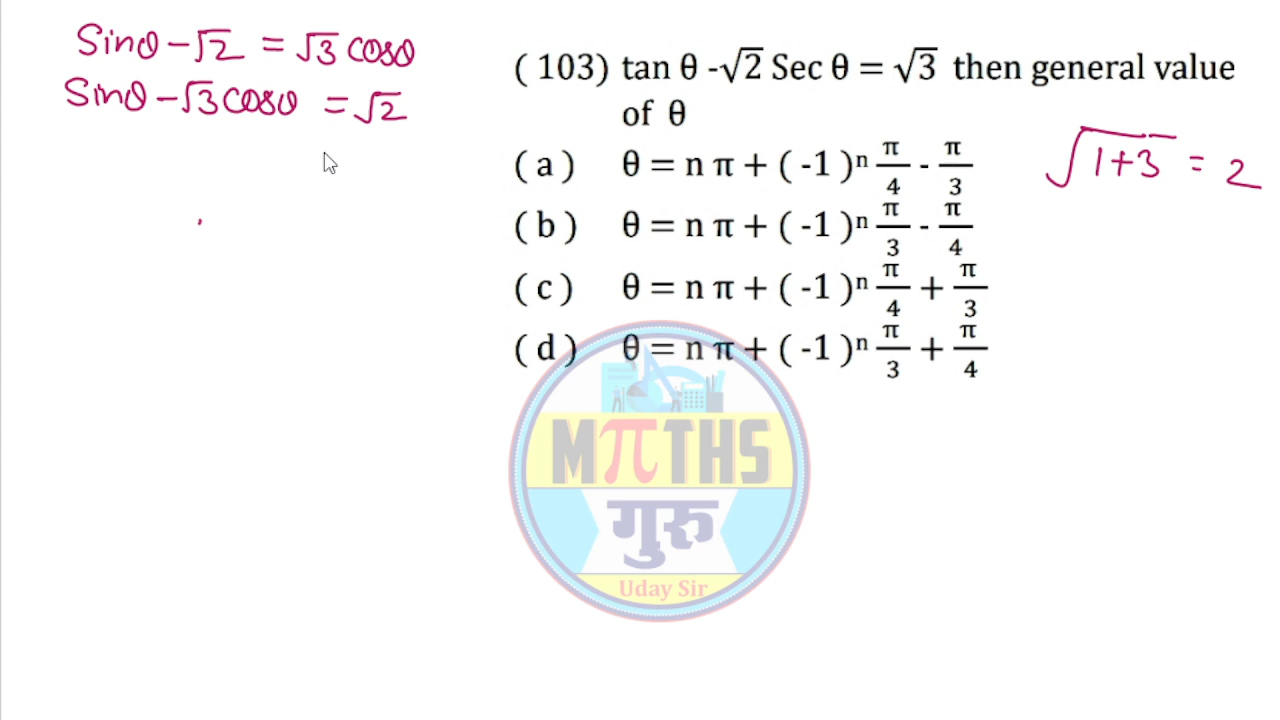 Sinθ - √2 = √3 cosθ
Sinθ - √3 cosθ = √2
( 103) tan θ -√2 Sec θ = √3 then general value
of θ
( a ) θ = n π + ( -1 )ⁿ π/4 - π/3
( b ) θ = n π + ( -1 )ⁿ π/3 - π/4
( c ) θ = n π + ( -1 )ⁿ π/4 + π/3
( d ) θ = n π + ( -1 )ⁿ π/3 + π/4
√(1+3) = 2
MπTHS
गुरु
Uday Sir